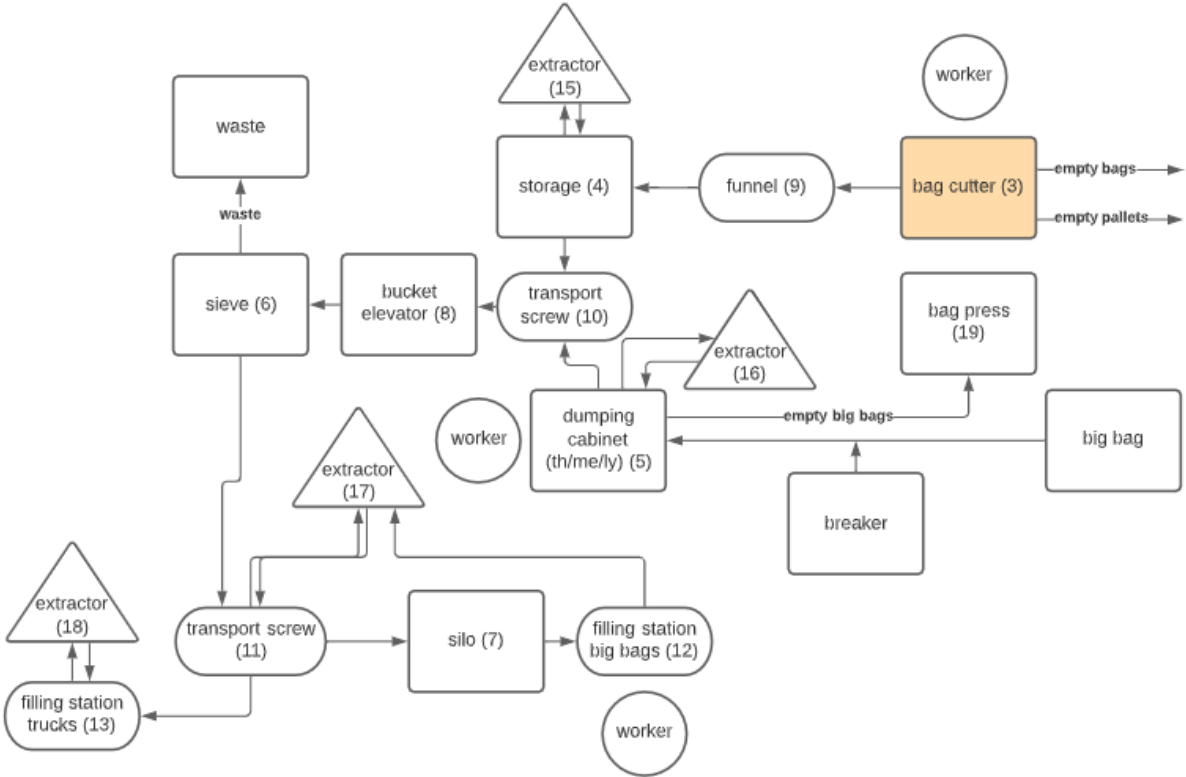 extractor
(15)
worker
waste
storage (4)
funnel (9)
bag cutter (3)
empty bags
empty pallets
waste
sieve (6)
bucket
elevator (8)
transport
screw (10)
bag press
(19)
extractor
(16)
dumping
cabinet
(th/me/ly) (5)
worker
empty big bags
big bag
breaker
extractor
(17)
extractor
(18)
transport screw
(11)
silo (7)
filling station
big bags (12)
filling station
trucks (13)
worker